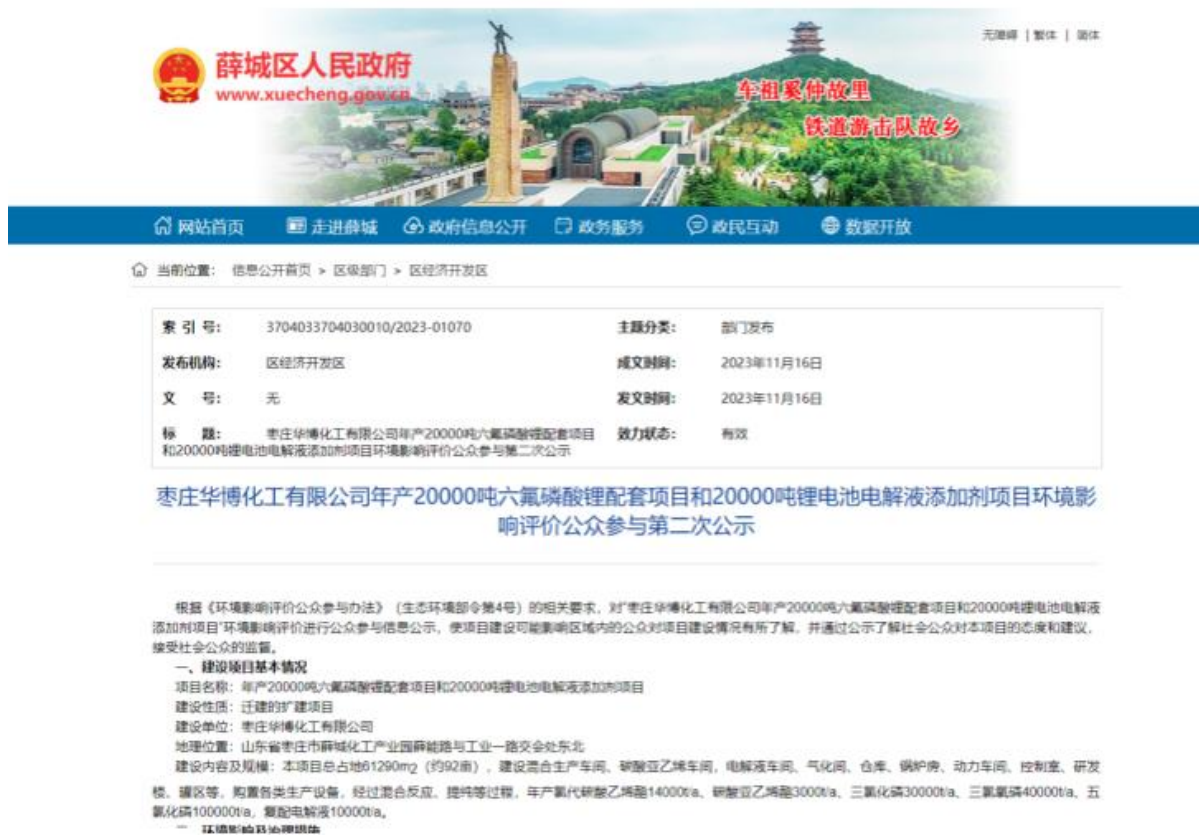 无障碍 | 繁体 | 简体
薛城区人民政府
www.xuecheng.gov.cn
车祖奚仲故里
铁道游击队故乡
网站首页 走进薛城 政府信息公开 政务服务 政民互动 数据开放
当前位置： 信息公开首页 > 区级部门 > 区经济开发区
索 引 号： 3704033704030010/2023-01070 主题分类： 部门发布
发布机构： 区经济开发区 成文时间： 2023年11月16日
文 号： 无 发文时间： 2023年11月16日
标 题： 枣庄华博化工有限公司年产20000吨六氟磷酸锂配套项目 效力状态： 有效
和20000吨锂电池电解液添加剂项目环境影响评价公众参与第二次公示
枣庄华博化工有限公司年产20000吨六氟磷酸锂配套项目和20000吨锂电池电解液添加剂项目环境影
响评价公众参与第二次公示
根据《环境影响评价公众参与办法》（生态环境部令第4号）的相关要求，对"枣庄华博化工有限公司年产20000吨六氟磷酸锂配套项目和20000吨锂电池电解液
添加剂项目"环境影响评价进行公众参与信息公示，使项目建设可能影响区域内的公众对项目建设情况有所了解，并通过公示了解社会公众对本项目的态度和建议，
接受社会公众的监督。
一、建设项目基本情况
项目名称：年产20000吨六氟磷酸锂配套项目和20000吨锂电池电解液添加剂项目
建设性质：迁建的扩建项目
建设单位：枣庄华博化工有限公司
地理位置：山东省枣庄市薛城化工产业园薛能路与工业一路交会处东北
建设内容及规模：本项目总占地61290m2（约92亩），建设混合生产车间、碳酸亚乙烯车间，电解液车间、气化间、仓库、锅炉房、动力车间、控制室、研发
楼、罐区等，购置各类生产设备，经过混合反应、提纯等过程，年产氯代碳酸乙烯酯14000t/a、碳酸亚乙烯酯3000t/a、三氯化磷30000t/a、三氯氧磷40000t/a、五
氯化磷100000t/a，复配电解液10000t/a。
二、环境影响及治理措施